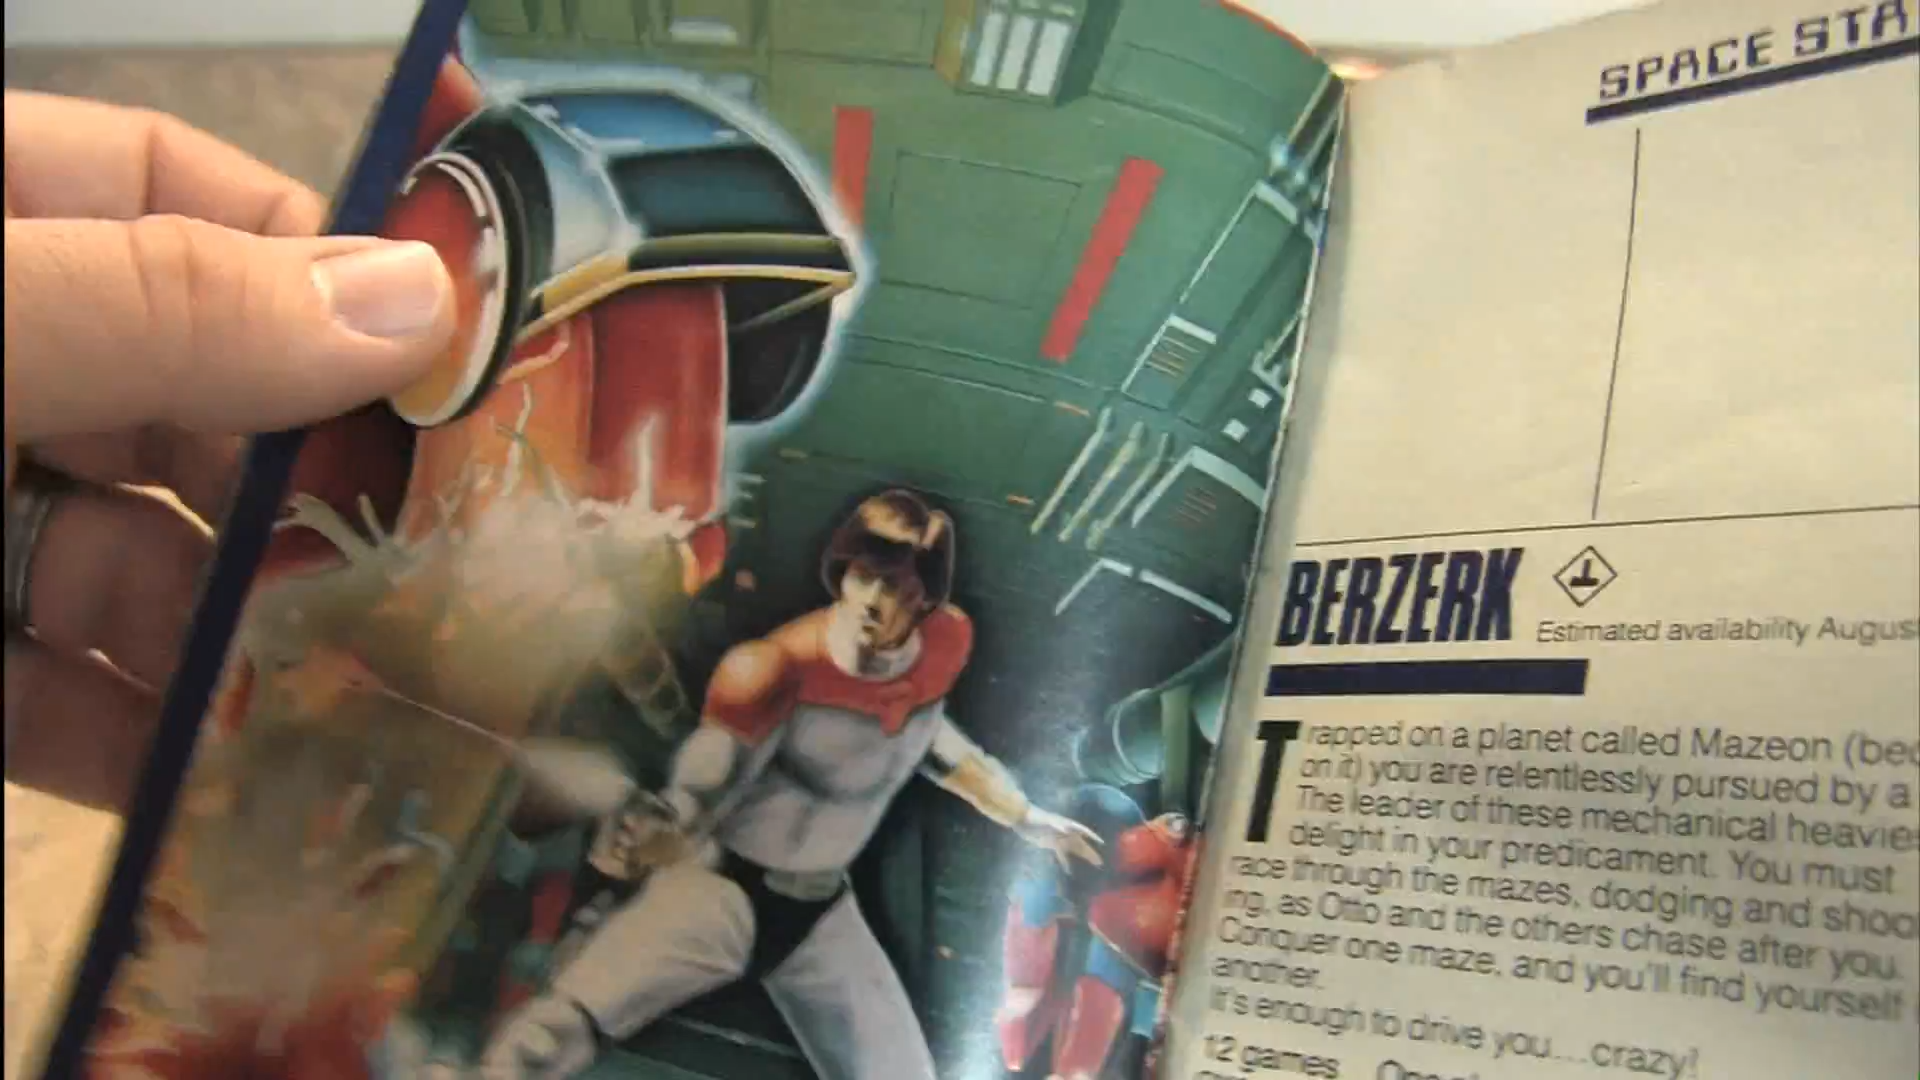 SPACE STA
BERZERK
Estimated availability Augus
Trapped on a planet called Mazeon (bec
on it) you are relentlessly pursued by a
The leader of these mechanical heavies
delight in your predicament. You must
race through the mazes, dodging and shoo
ing, as Otto and the others chase after you.
Conquer one maze, and you'll find yourself
another.
It's enough to drive you....crazy!
12 games